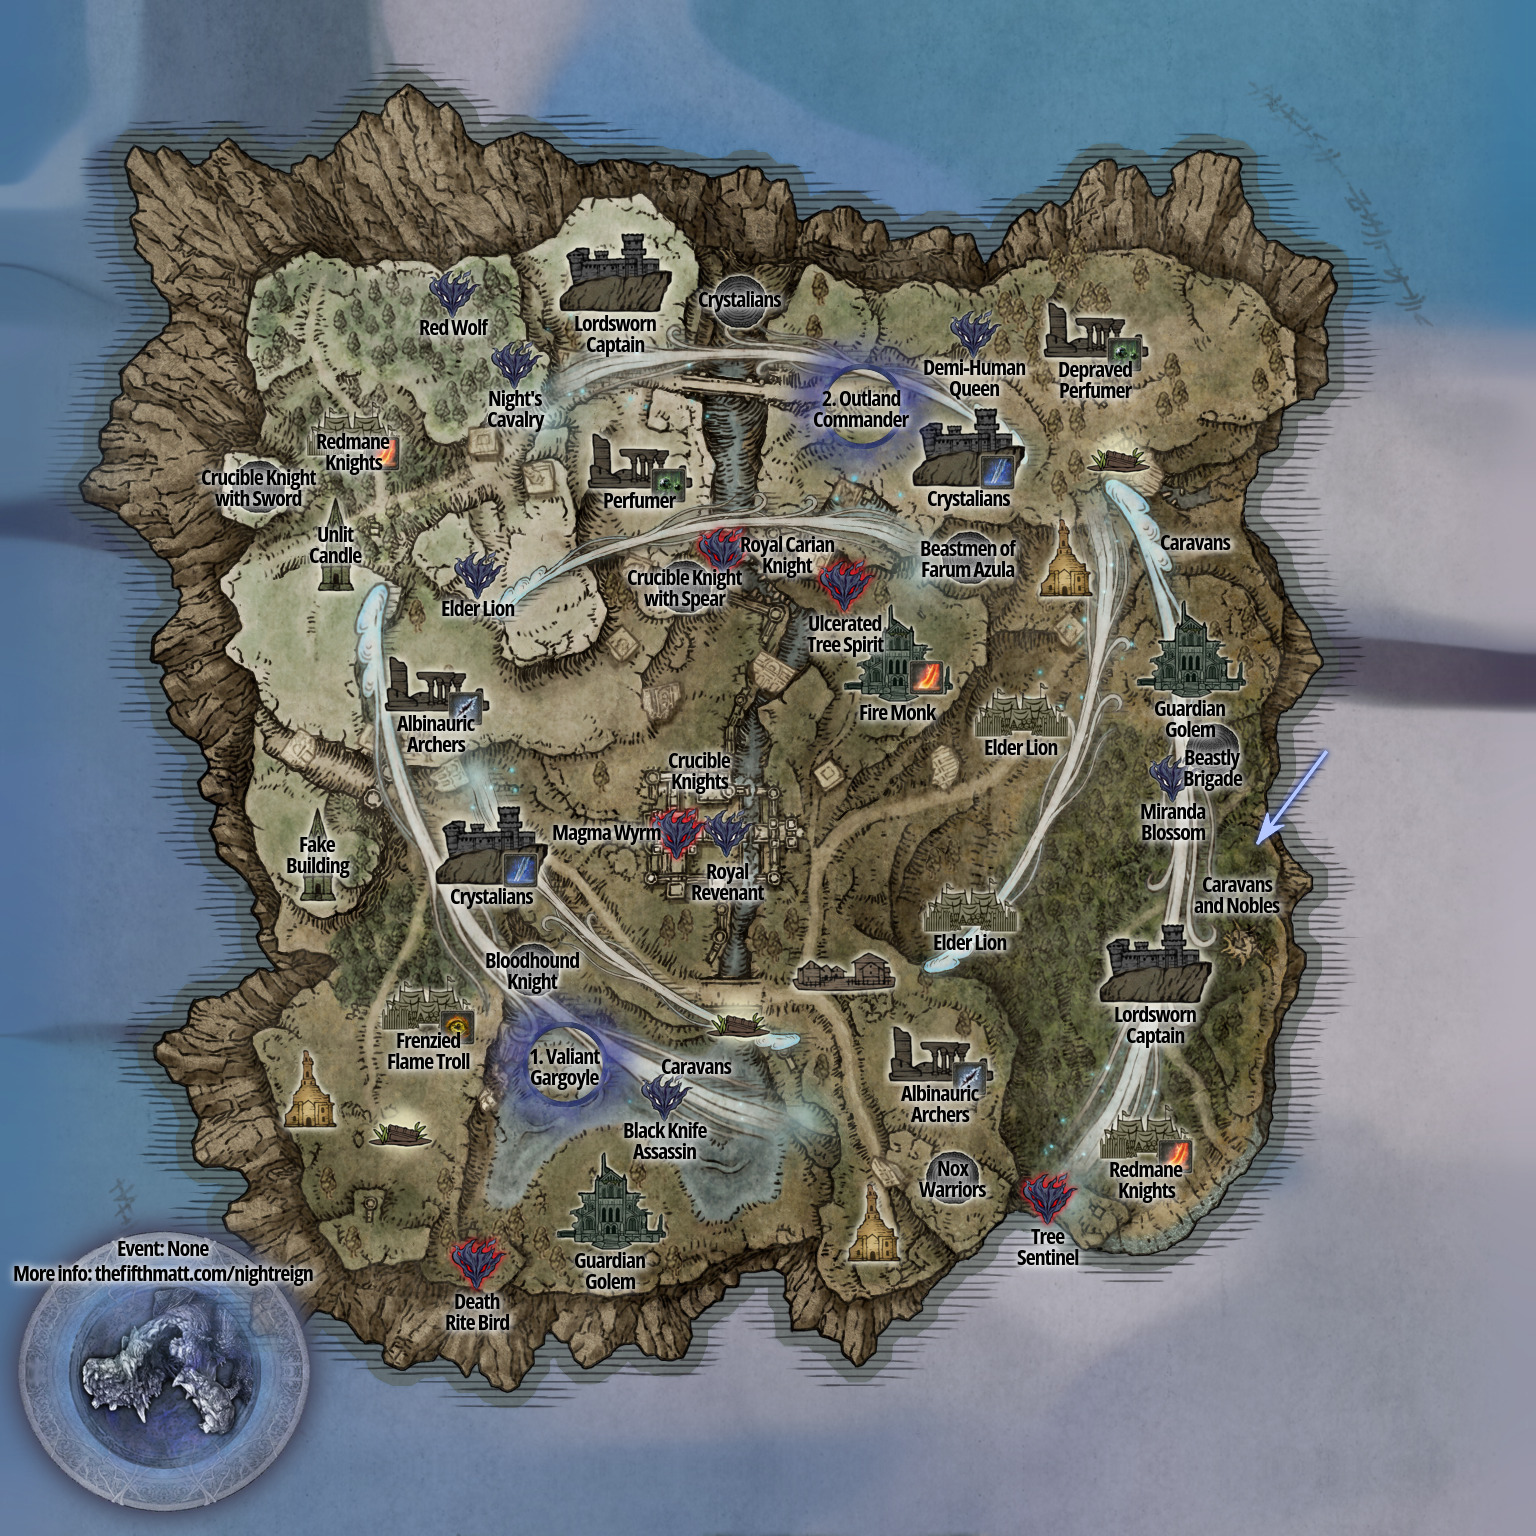 Red Wolf
Lordsworn
Captain
Crystalians
Night's
Cavalry
Demi-Human
Queen
Depraved
Perfumer
2. Outland
Commander
Redmane
Knights
Crucible Knight
with Sword
Perfumer
Crystalians
Unlit
Candle
Elder Lion
Royal Carian
Knight
Crucible Knight
with Spear
Beastmen of
Farum Azula
Caravans
Ulcerated
Tree Spirit
Albinauric
Archers
Fire Monk
Elder Lion
Guardian
Golem
Beastly
Brigade
Miranda
Blossom
Crucible
Knights
Magma Wyrm
Royal
Revenant
Fake
Building
Crystalians
Caravans
and Nobles
Elder Lion
Bloodhound
Knight
Lordsworn
Captain
Frenzied
Flame Troll
1. Valiant
Gargoyle
Caravans
Black Knife
Assassin
Albinauric
Archers
Nox
Warriors
Redmane
Knights
Tree
Sentinel
Guardian
Golem
Death
Rite Bird
Event: None
More info: thefifthmatt.com/nightreign